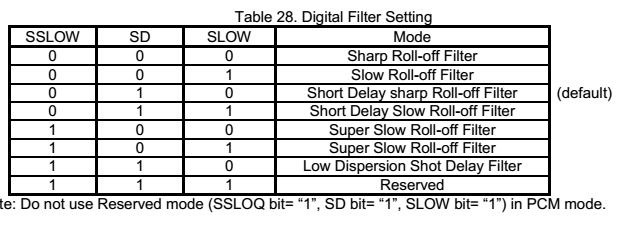 Table 28. Digital Filter Setting
SSLOW SD SLOW Mode
0 0 0 Sharp Roll-off Filter
0 0 1 Slow Roll-off Filter
0 1 0 Short Delay sharp Roll-off Filter (default)
0 1 1 Short Delay Slow Roll-off Filter
1 0 0 Super Slow Roll-off Filter
1 0 1 Super Slow Roll-off Filter
1 1 0 Low Dispersion Shot Delay Filter
1 1 1 Reserved
te: Do not use Reserved mode (SSLOQ bit= “1”, SD bit= “1”, SLOW bit= “1”) in PCM mode.